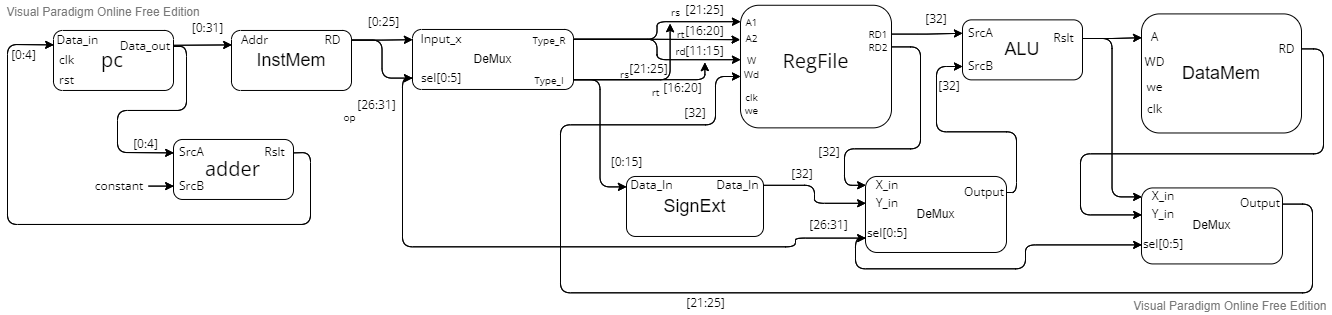 Visual Paradigm Online Free Edition
[0:4]
Data_in
Data_out
clk
pc
rst
[0:31]
Addr
RD
InstMem
[0:4]
SrcA
Rslt
adder
constant
SrcB
[0:25]
Input_x
Type_R
DeMux
sel[0:5]
Type_I
[26:31]
op
rs [21:25]
rt[16:20]
rd[11:15]
rs[21:25]
rt [16:20]
[32]
A1
A2
W
Wd
clk
we
RD1
RD2
RegFile
[0:15]
Data_In
Data_In
SignExt
[32]
[32]
X_in
Y_in
Output
DeMux
sel[0:5]
[26:31]
[32]
SrcA
Rslt
ALU
SrcB
[32]
A
RD
WD
DataMem
we
clk
X_in
Y_in
Output
DeMux
sel[0:5]
[21:25]
Visual Paradigm Online Free Edition